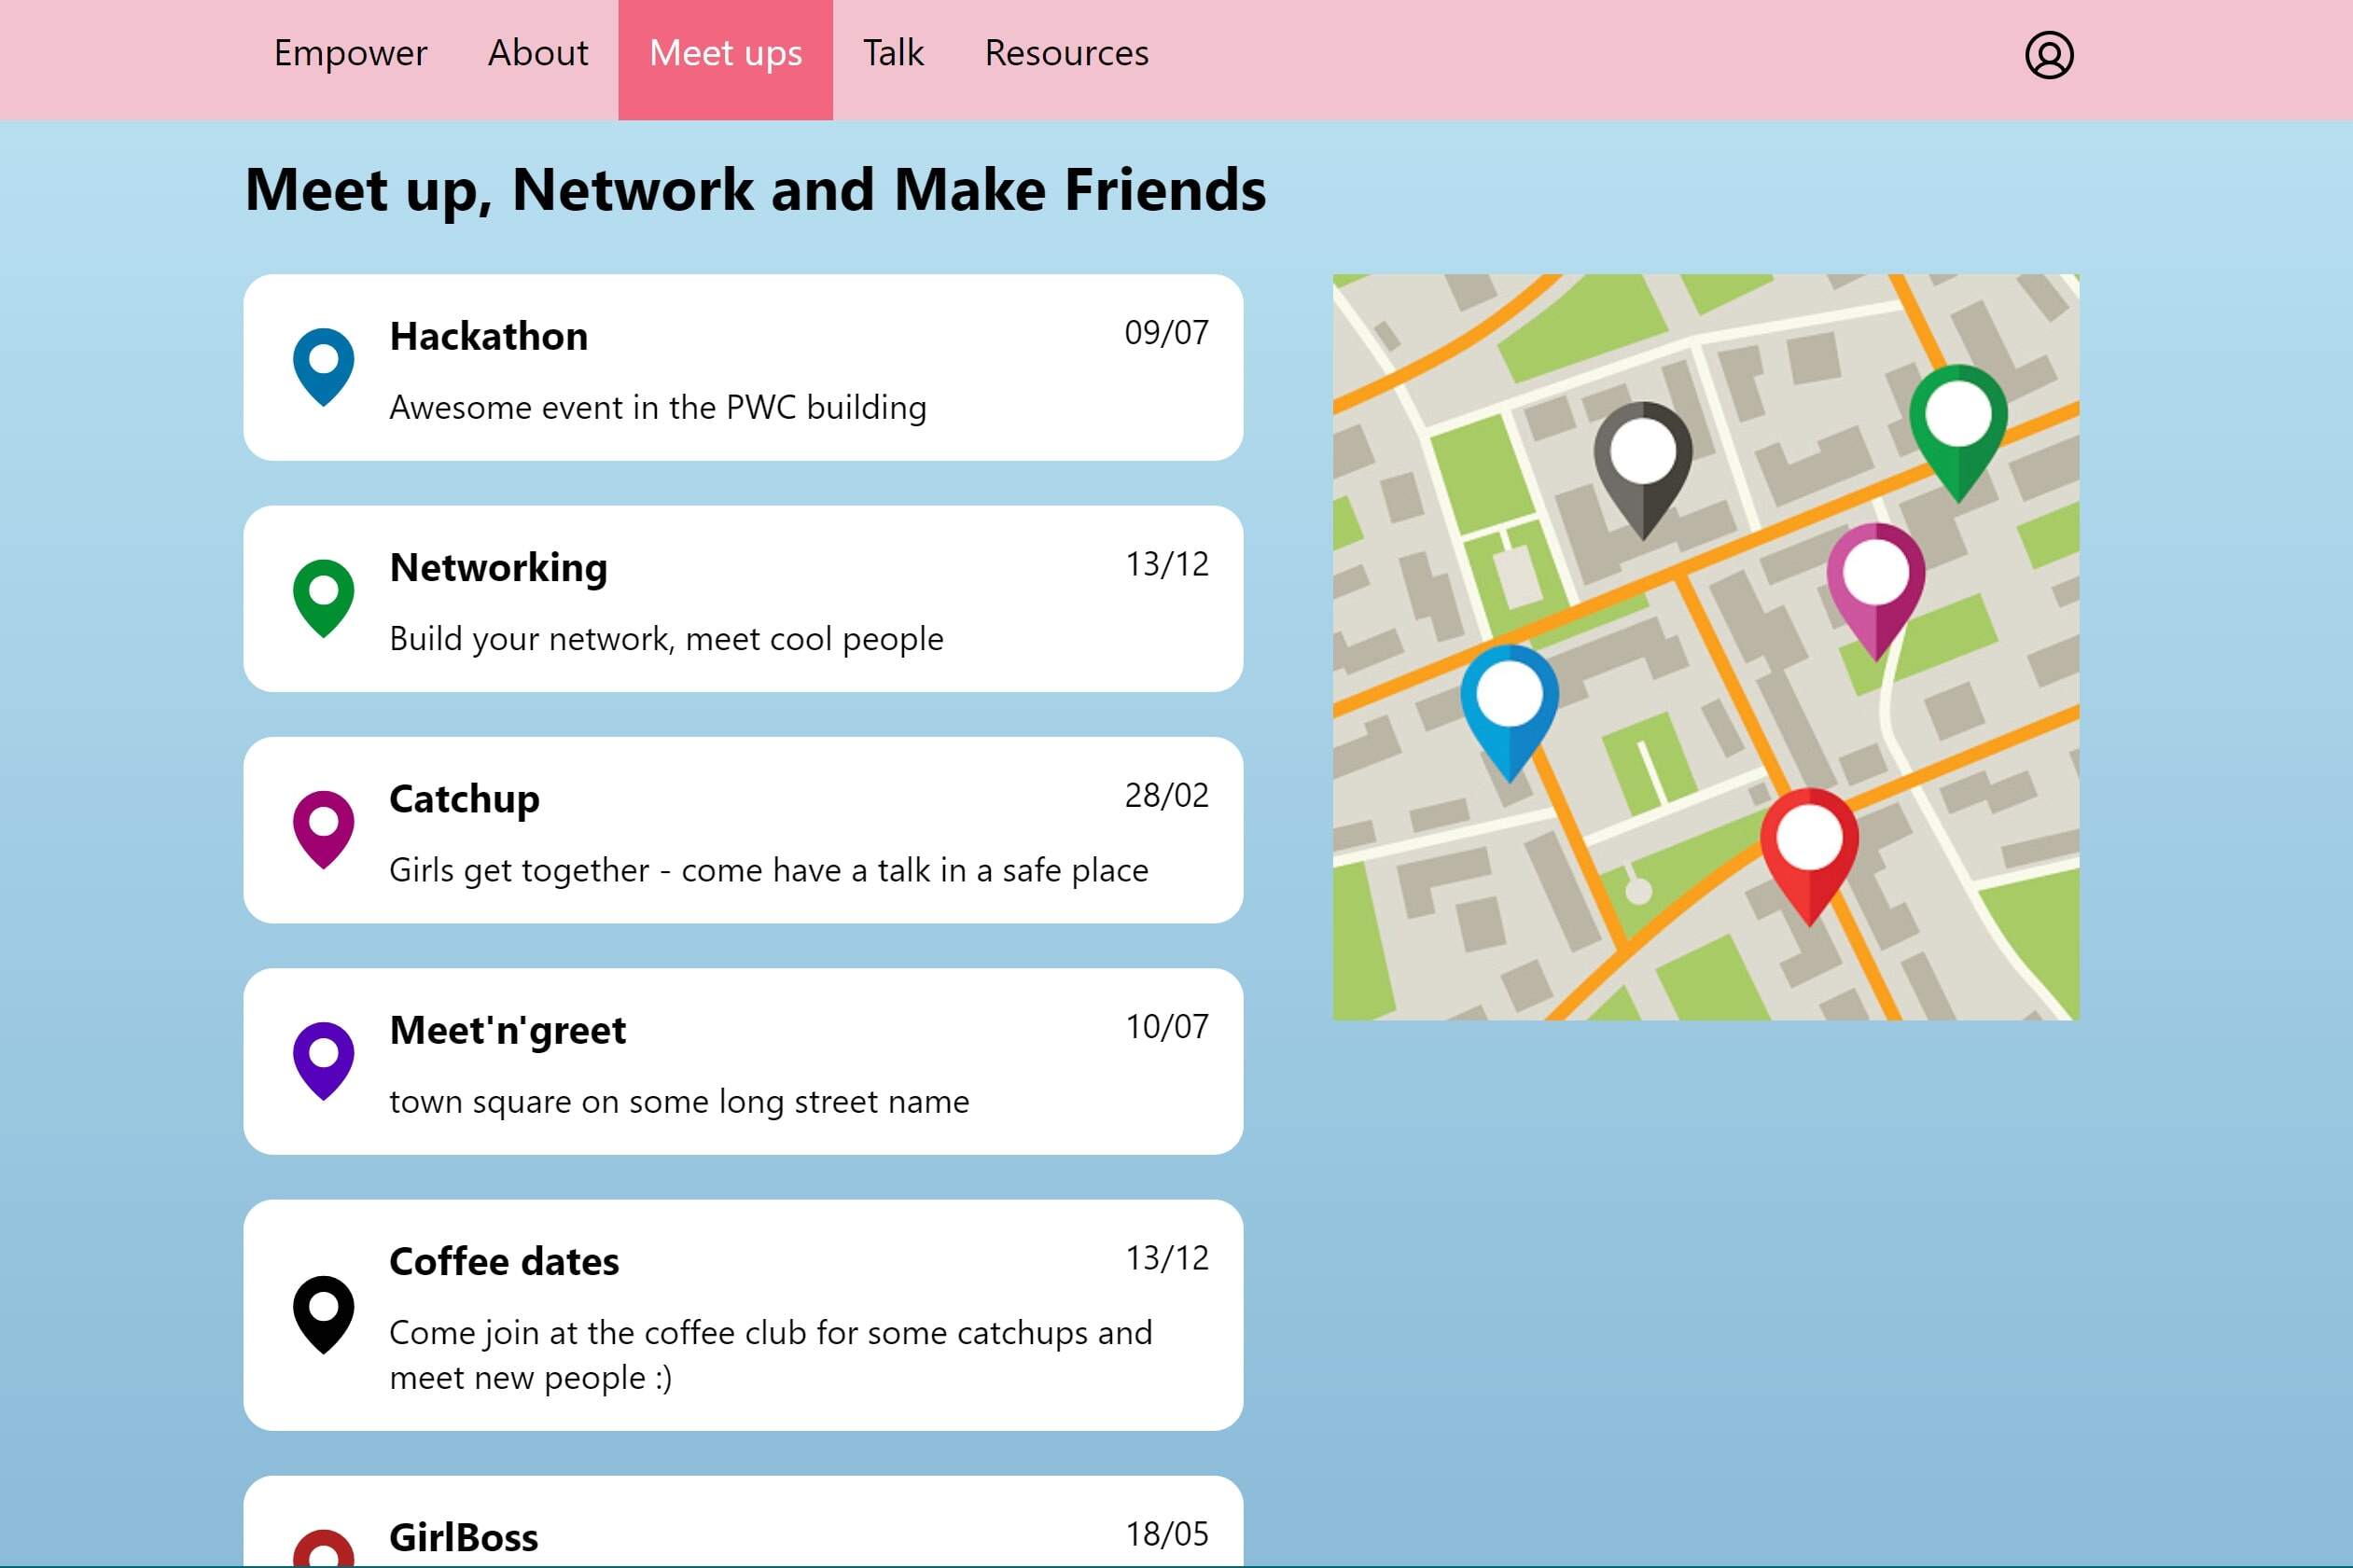 Empower About Meet ups Talk Resources
Meet up, Network and Make Friends
Hackathon 09/07
Awesome event in the PWC building
Networking 13/12
Build your network, meet cool people
Catchup 28/02
Girls get together - come have a talk in a safe place
Meet'n'greet 10/07
town square on some long street name
Coffee dates 13/12
Come join at the coffee club for some catchups and
meet new people :)
GirlBoss 18/05